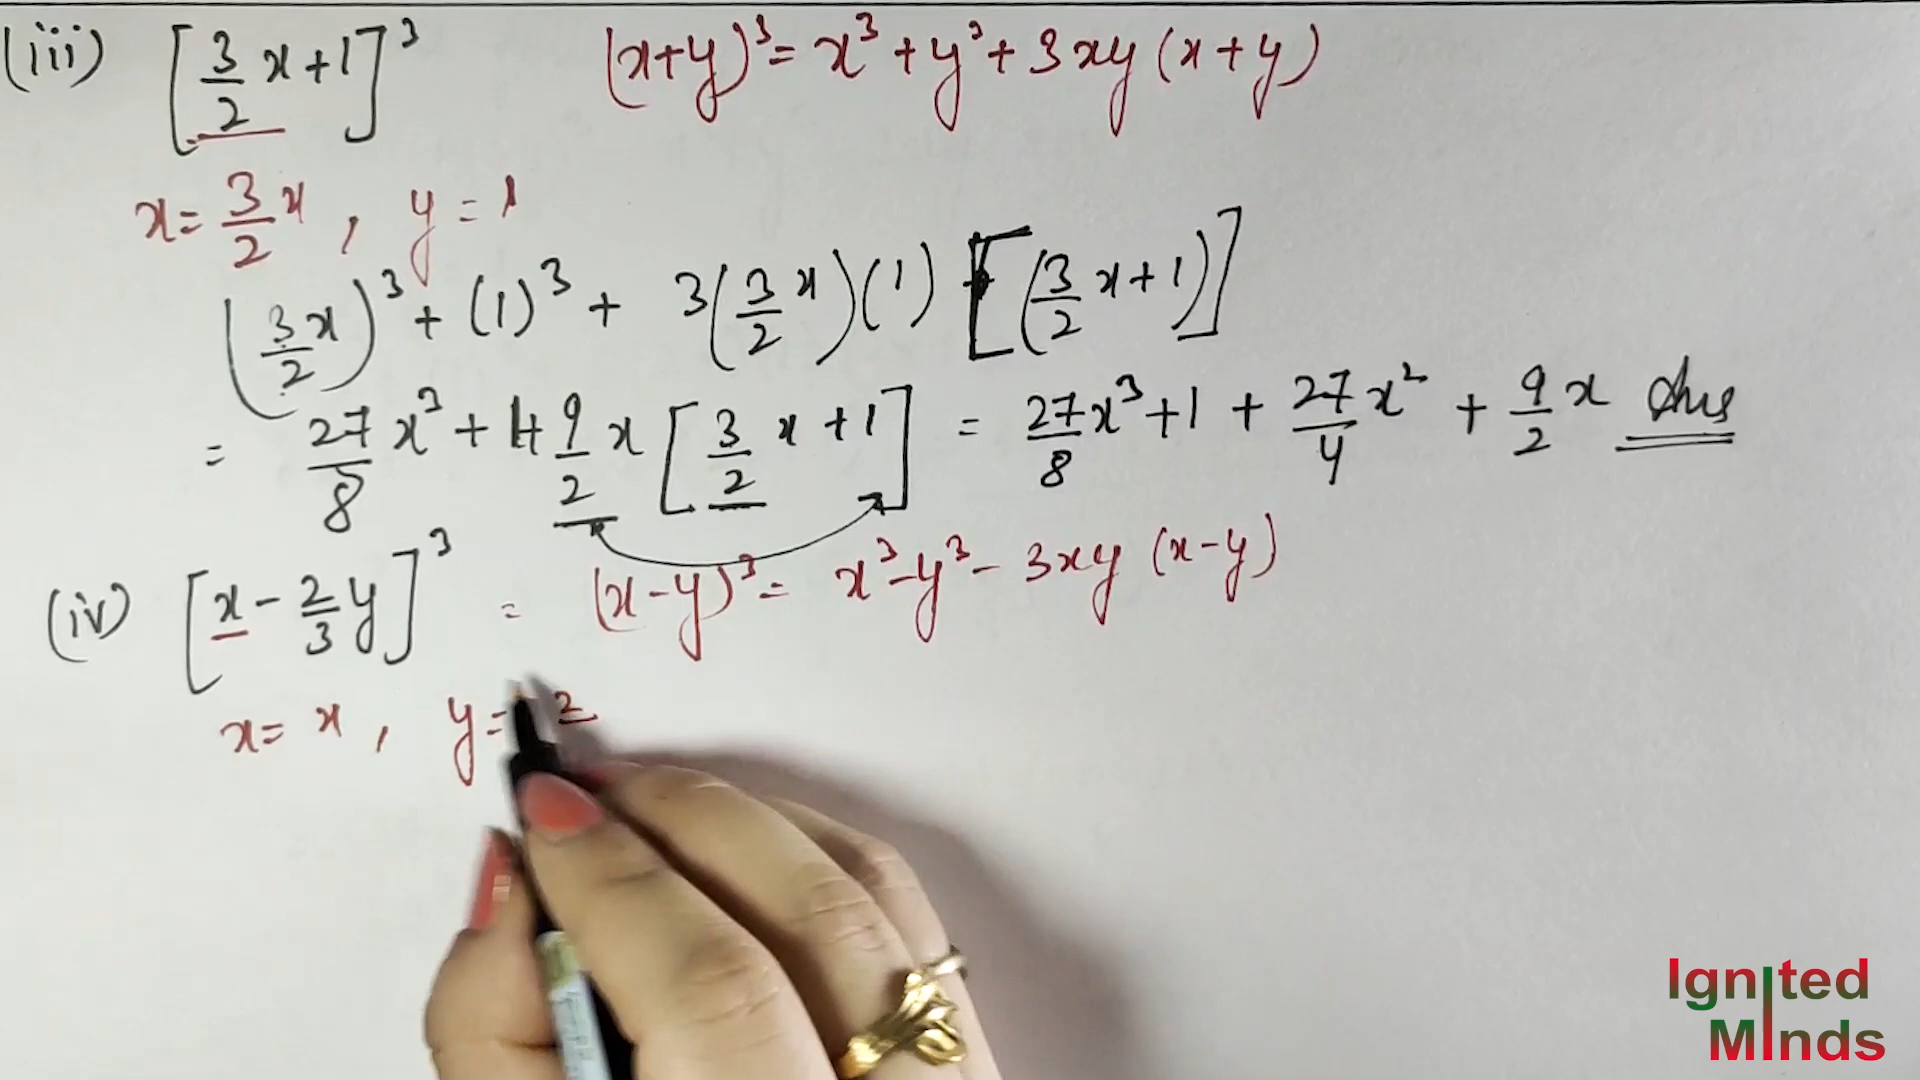 (iii) [3/2 x+1]³ (x+y)³= x³+y³+3xy(x+y)
x= 3/2 x , y = 1
(3/2 x)³ + (1)³ + 3(3/2 x)(1) [(3/2 x+1)]
= 27/8 x³ + 1+ 9/2 x [3/2 x +1] = 27/8 x³+1 + 27/4 x² + 9/2 x Ans
(iv) [x - 2/3 y]³ = (x-y)³= x³-y³- 3xy (x-y)
x= x , y= 2
Ignited
Minds